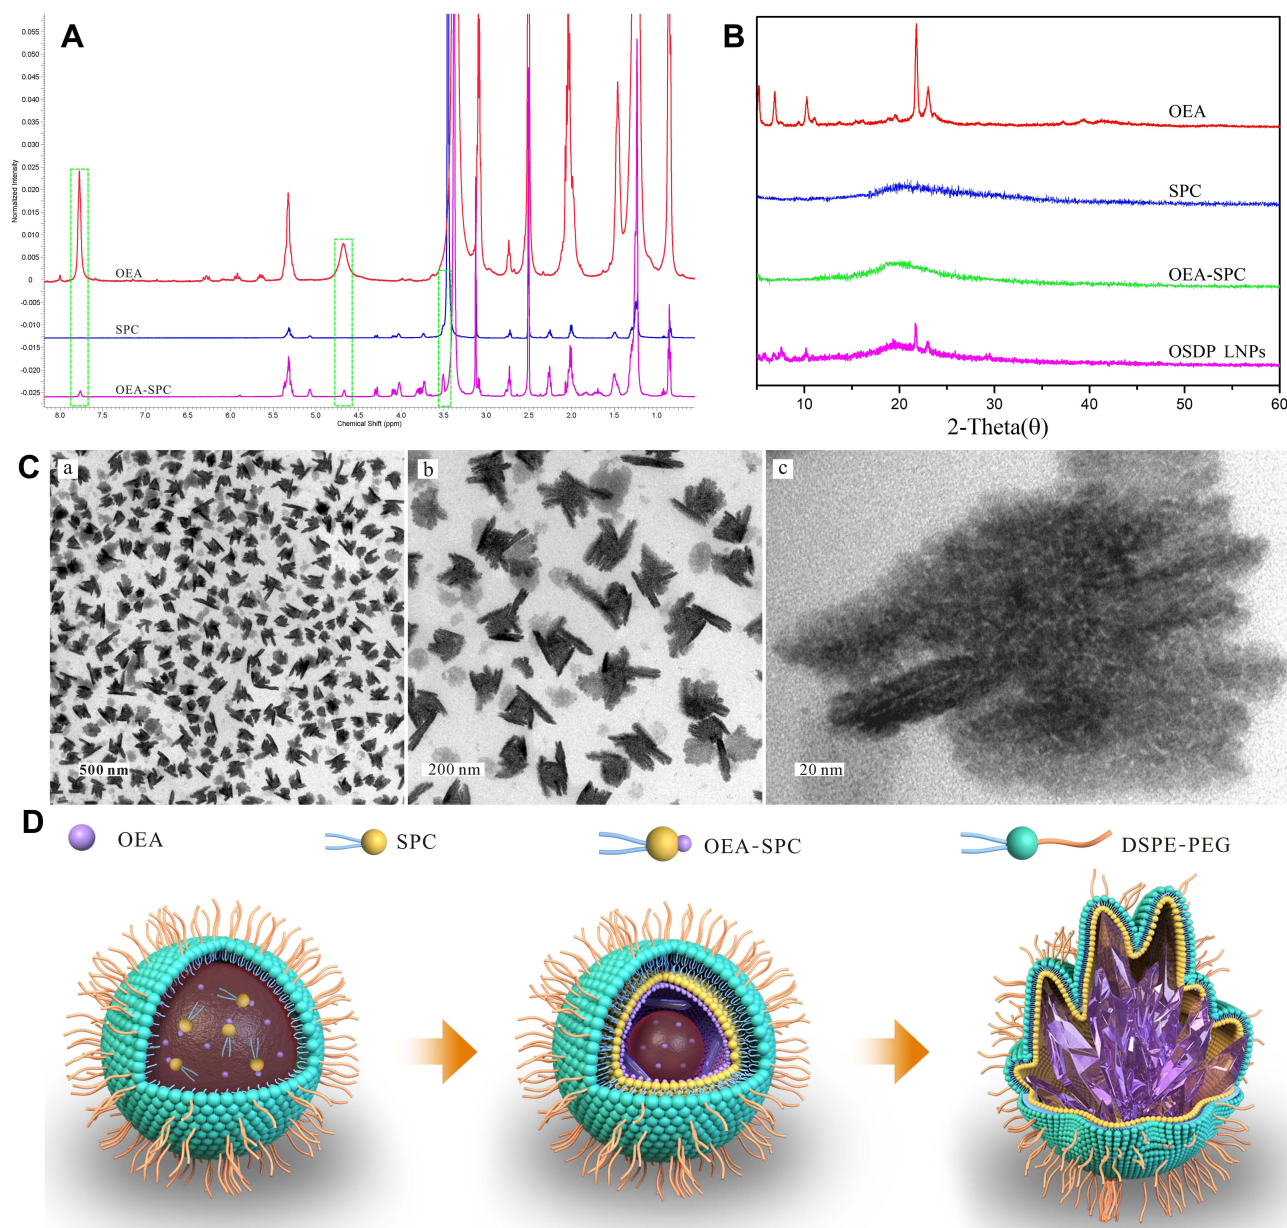 A
0.055
0.050
0.045
0.040
0.035
0.030
0.025
0.020
0.015
0.010
0.005
0
-0.005
-0.010
-0.015
-0.020
-0.025
Normalized Intensity
OEA
SPC
OEA-SPC
8.0 7.5 7.0 6.5 6.0 5.5 5.0 4.5 4.0 3.5 3.0 2.5 2.0 1.5 1.0
Chemical Shift (ppm)
B
OEA
SPC
OEA-SPC
OSDP LNPs
10 20 30 40 50 60
2-Theta(θ)
C
a
500 nm
b
200 nm
c
20 nm
D
OEA
SPC
OEA-SPC
DSPE-PEG